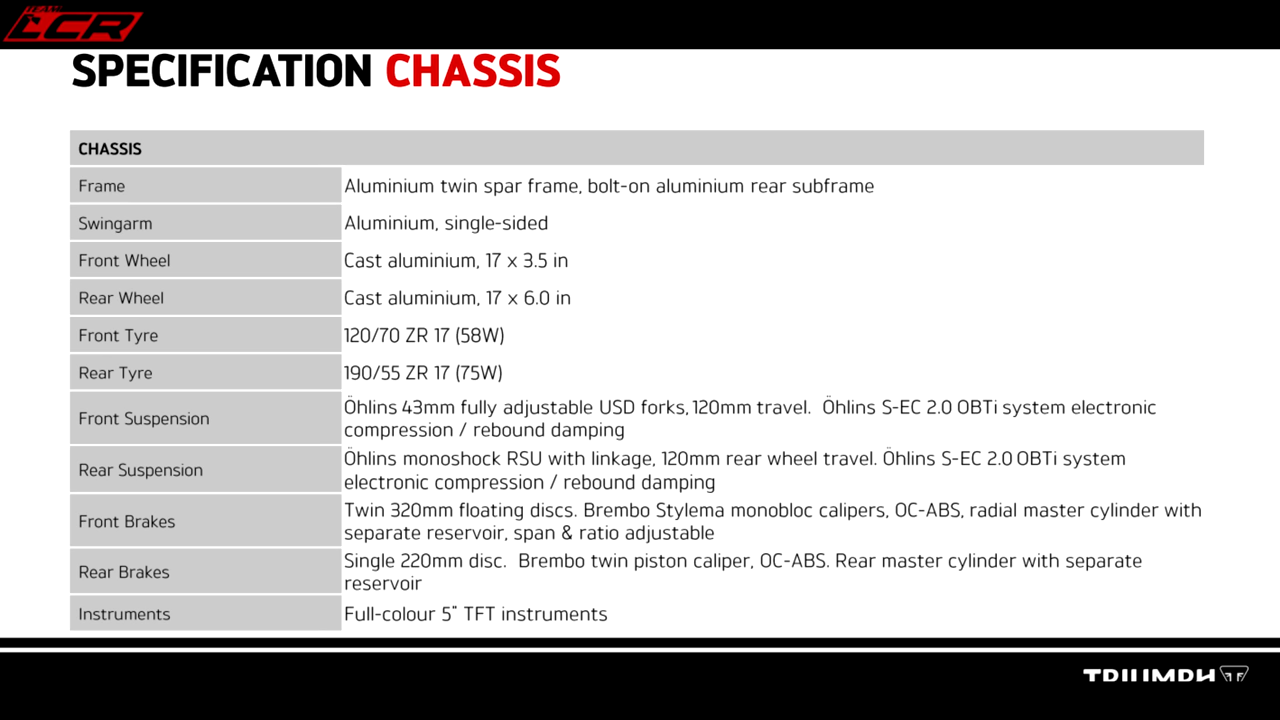 TEAM
LCR
SPECIFICATION CHASSIS
CHASSIS
Frame
Aluminium twin spar frame, bolt-on aluminium rear subframe
Swingarm
Aluminium, single-sided
Front Wheel
Cast aluminium, 17 x 3.5 in
Rear Wheel
Cast aluminium, 17 x 6.0 in
Front Tyre
120/70 ZR 17 (58W)
Rear Tyre
190/55 ZR 17 (75W)
Front Suspension
Öhlins 43mm fully adjustable USD forks, 120mm travel.  Öhlins S-EC 2.0 OBTi system electronic
compression / rebound damping
Rear Suspension
Öhlins monoshock RSU with linkage, 120mm rear wheel travel. Öhlins S-EC 2.0 OBTi system
electronic compression / rebound damping
Front Brakes
Twin 320mm floating discs. Brembo Stylema monobloc calipers, OC-ABS, radial master cylinder with
separate reservoir, span & ratio adjustable
Rear Brakes
Single 220mm disc.  Brembo twin piston caliper, OC-ABS. Rear master cylinder with separate
reservoir
Instruments
Full-colour 5" TFT instruments
TRIUMPH